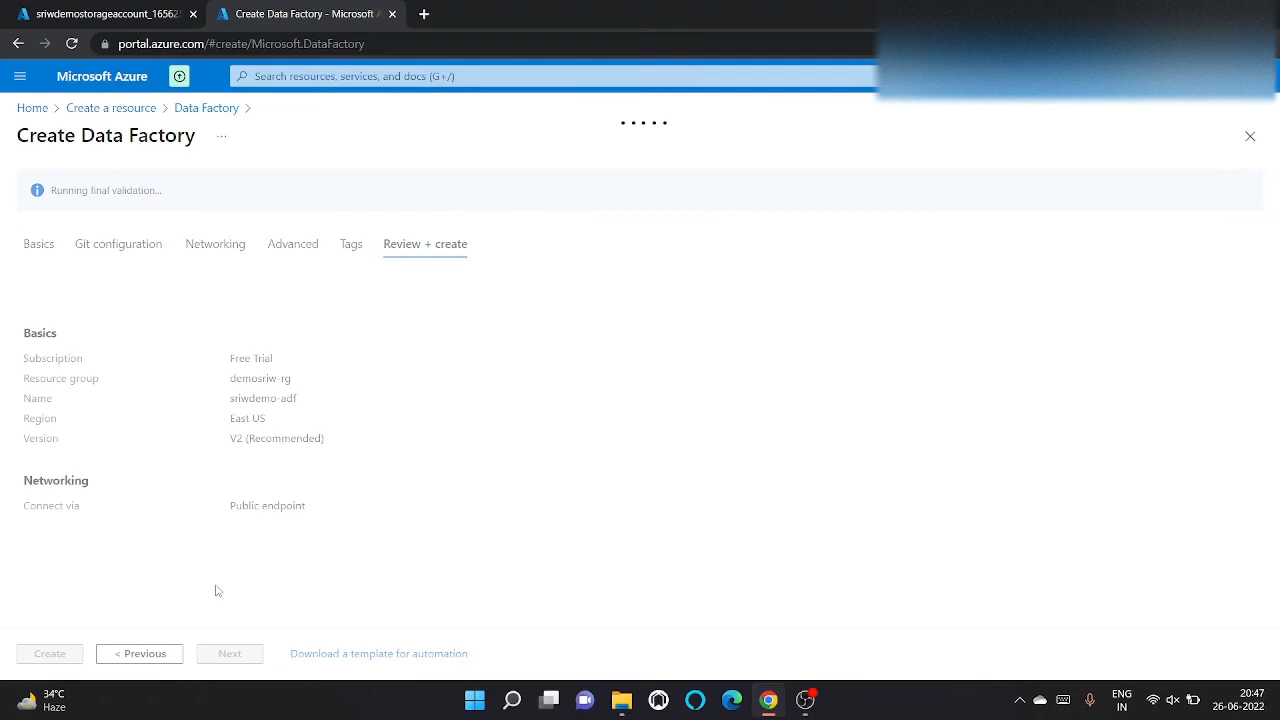 sriwdemostorageaccount_16562
Create Data Factory - Microsoft A
portal.azure.com/#create/Microsoft.DataFactory
Microsoft Azure
Search resources, services, and docs (G+/)
Home > Create a resource > Data Factory >
Create Data Factory ...
Running final validation...
Basics Git configuration Networking Advanced Tags Review + create
Basics
Subscription Free Trial
Resource group demosriw-rg
Name sriwdemo-adf
Region East US
Version V2 (Recommended)
Networking
Connect via Public endpoint
Create < Previous Next Download a template for automation
34°C
Haze
ENG
IN
20:47
26-06-2022